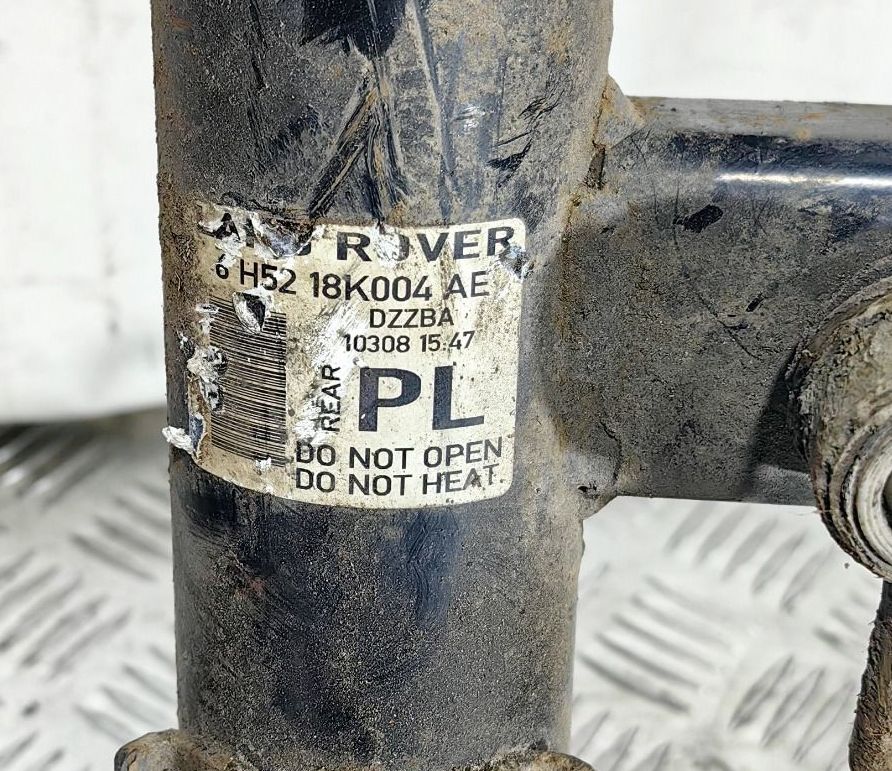 ROVER
6 H52 18K004 AE
DZZBA
10308 15:47
REAR
PL
DO NOT OPEN
DO NOT HEAT